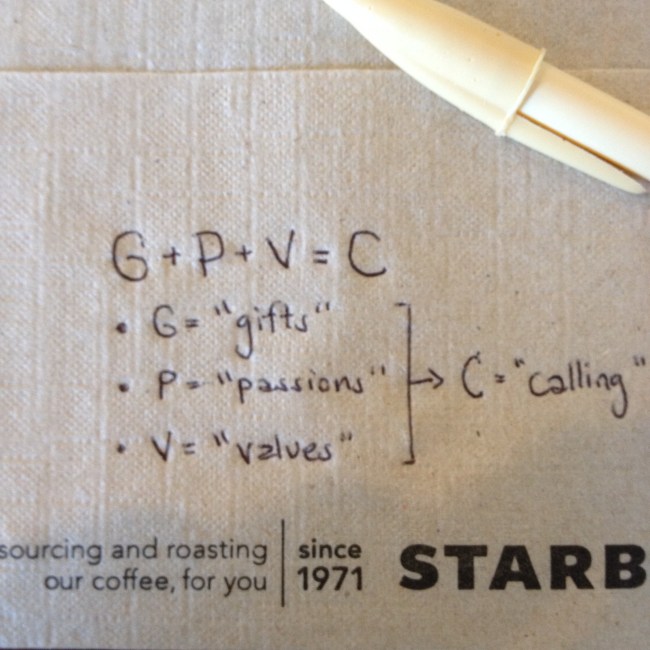 G + P + V = C
• G = "gifts"
• P = "passions"
• V = "values"
→ C = "calling"
sourcing and roasting
our coffee, for you
since
1971
STARB